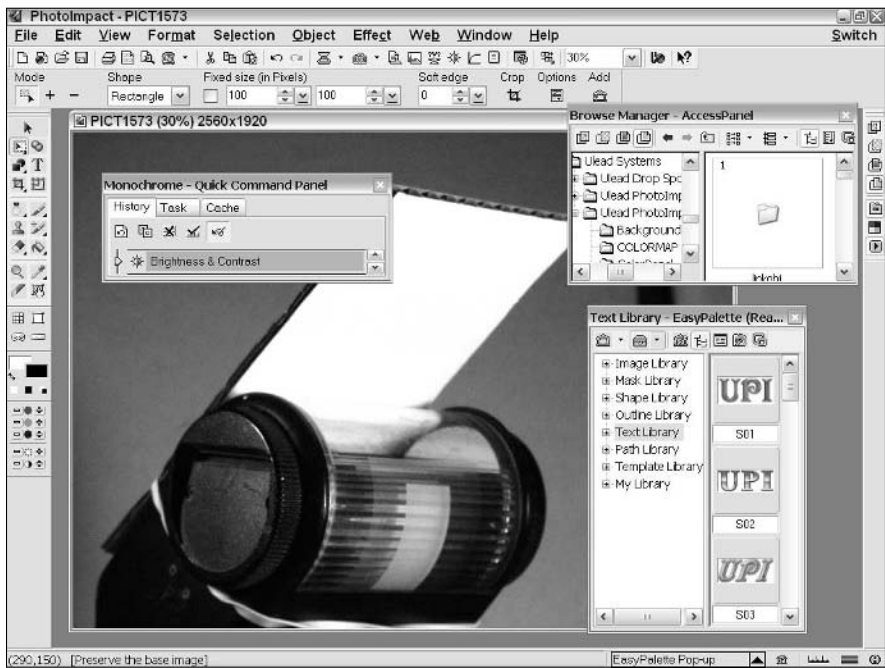 PhotoImpact - PICT1573
File Edit View Format Selection Object Effect Web Window Help Switch
30%
Mode Shape Fixed size (in Pixels) Soft edge Crop Options Add
Rectangle 100 100 0
PICT1573 (30%) 2560x1920
Browse Manager - AccessPanel
Ulead Systems
Ulead Drop Spo
Ulead PhotoImp
Ulead PhotoImp
Background
COLORMAP
1
Monochrome - Quick Command Panel
History Task Cache
Brightness & Contrast
Text Library - EasyPalette (Rea...
Image Library
Mask Library
Shape Library
Outline Library
Text Library
Path Library
Template Library
My Library
UPI
S01
UPI
S02
UPI
S03
(290,150) [Preserve the base image] EasyPalette Pop-up